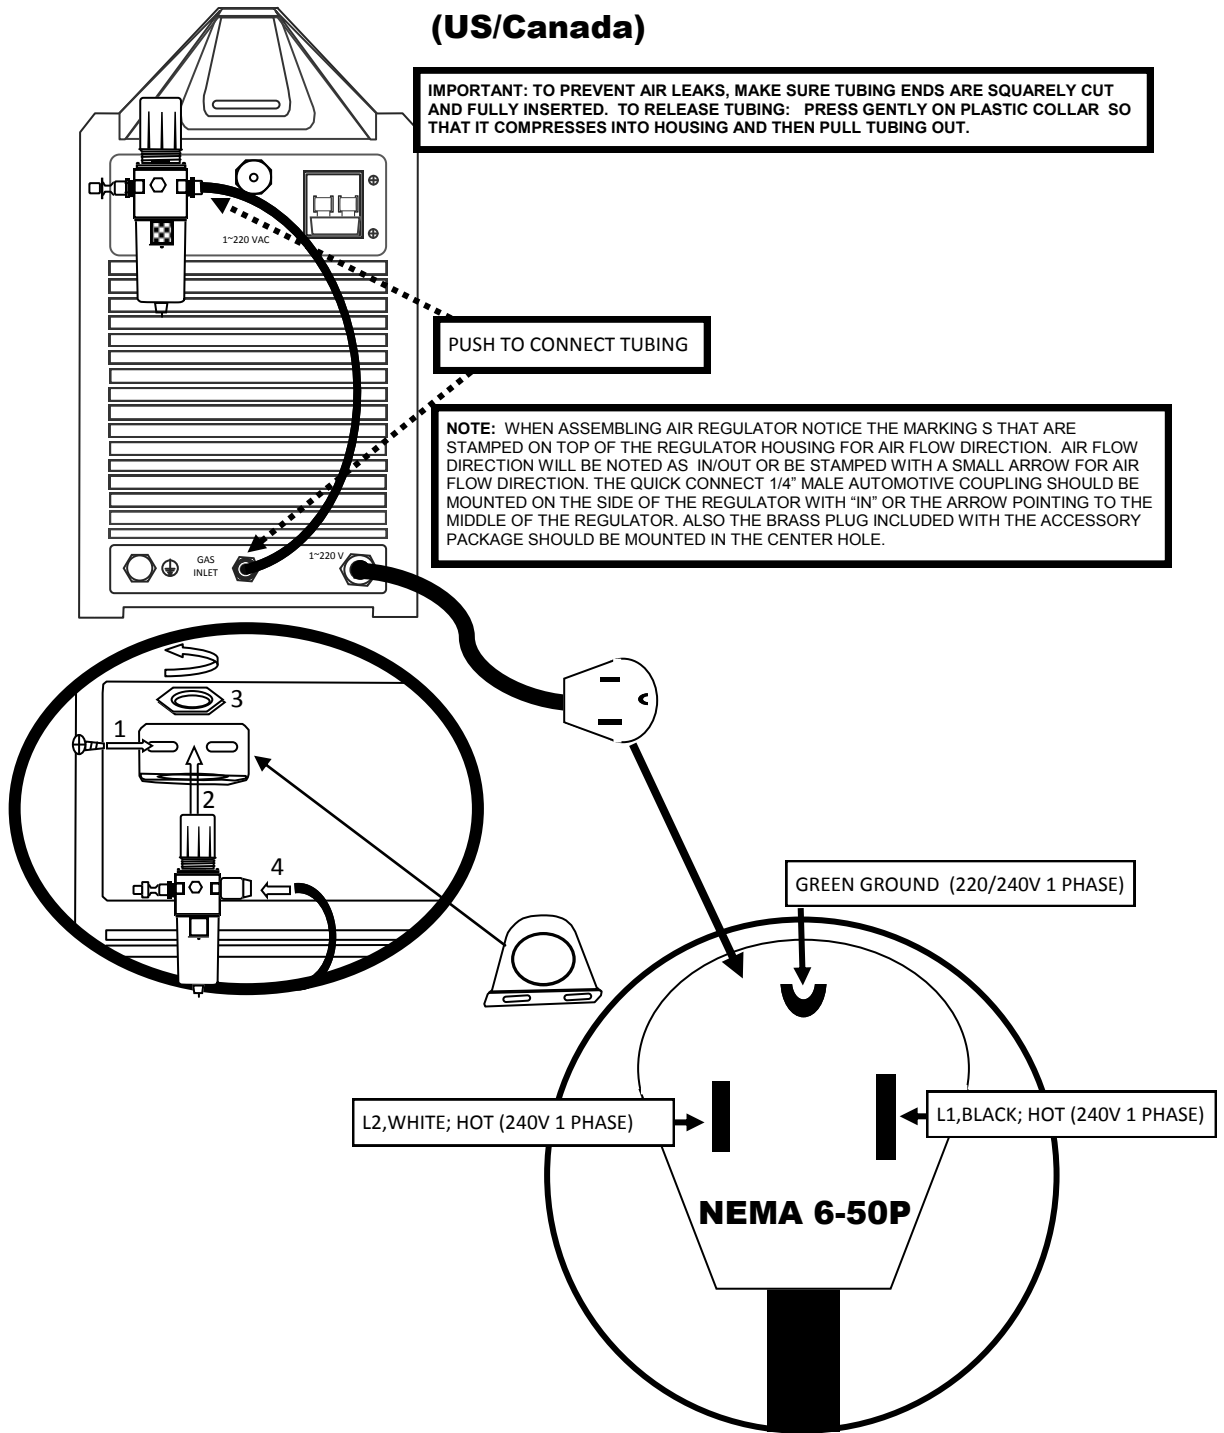 (US/Canada)
IMPORTANT: TO PREVENT AIR LEAKS, MAKE SURE TUBING ENDS ARE SQUARELY CUT
AND FULLY INSERTED. TO RELEASE TUBING: PRESS GENTLY ON PLASTIC COLLAR SO
THAT IT COMPRESSES INTO HOUSING AND THEN PULL TUBING OUT.
1~220 VAC
PUSH TO CONNECT TUBING
NOTE: WHEN ASSEMBLING AIR REGULATOR NOTICE THE MARKING S THAT ARE
STAMPED ON TOP OF THE REGULATOR HOUSING FOR AIR FLOW DIRECTION. AIR FLOW
DIRECTION WILL BE NOTED AS IN/OUT OR BE STAMPED WITH A SMALL ARROW FOR AIR
FLOW DIRECTION. THE QUICK CONNECT 1/4” MALE AUTOMOTIVE COUPLING SHOULD BE
MOUNTED ON THE SIDE OF THE REGULATOR WITH “IN” OR THE ARROW POINTING TO THE
MIDDLE OF THE REGULATOR. ALSO THE BRASS PLUG INCLUDED WITH THE ACCESSORY
PACKAGE SHOULD BE MOUNTED IN THE CENTER HOLE.
GAS
INLET
1~220 V
3
1
2
4
GREEN GROUND (220/240V 1 PHASE)
L2,WHITE; HOT (240V 1 PHASE)
L1,BLACK; HOT (240V 1 PHASE)
NEMA 6-50P